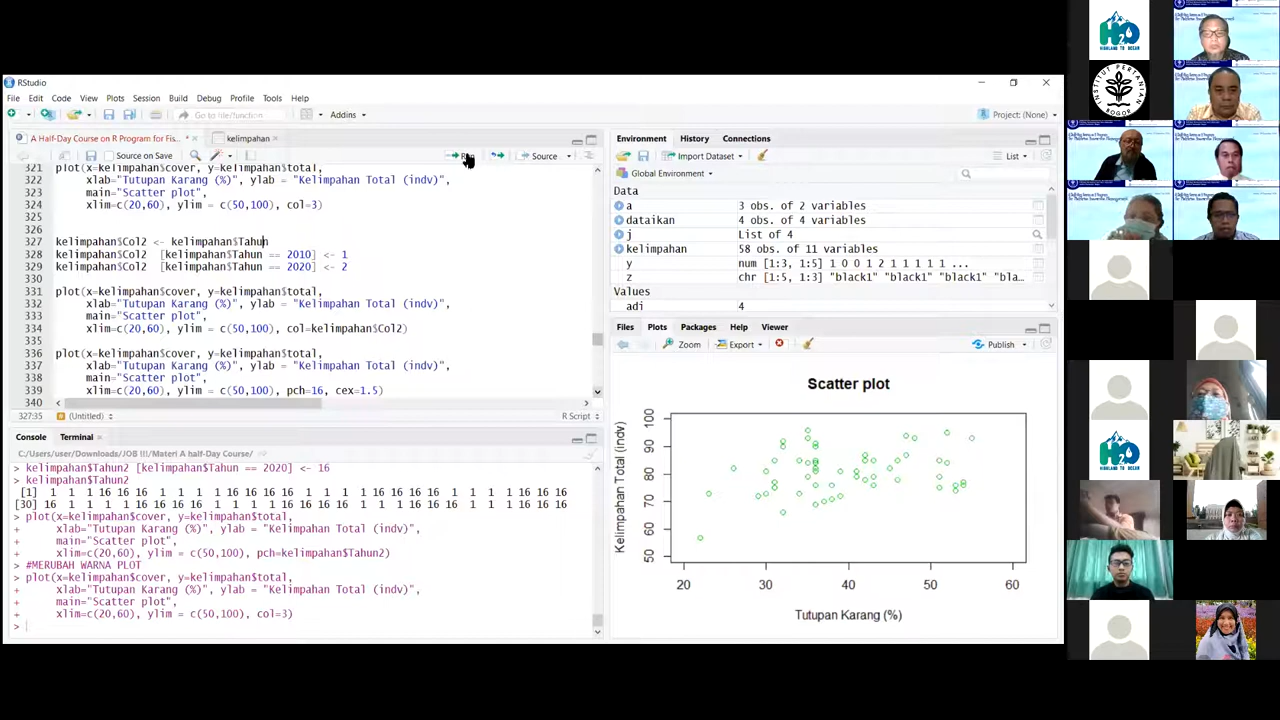 RStudio
File Edit Code View Plots Session Build Debug Profile Tools Help
Go to file/function
Addins
Project: (None)
A Half-Day Course on R Program for Fis...
kelimpahan
Source on Save
Run
Source
321 plot(x=kelimpahan$cover, y=kelimpahan$total,
322 xlab="Tutupan Karang (%)", ylab = "Kelimpahan Total (indv)",
323 main="Scatter plot",
324 xlim=c(20,60), ylim = c(50,100), col=3)
325
326
327 kelimpahan$Col2 <- kelimpahan$Tahun
328 kelimpahan$Col2 [kelimpahan$Tahun == 2010] <- 1
329 kelimpahan$Col2 [kelimpahan$Tahun == 2020] <- 2
330
331 plot(x=kelimpahan$cover, y=kelimpahan$total,
332 xlab="Tutupan Karang (%)", ylab = "Kelimpahan Total (indv)",
333 main="Scatter plot",
334 xlim=c(20,60), ylim = c(50,100), col=kelimpahan$Col2)
335
336 plot(x=kelimpahan$cover, y=kelimpahan$total,
337 xlab="Tutupan Karang (%)", ylab = "Kelimpahan Total (indv)",
338 main="Scatter plot",
339 xlim=c(20,60), ylim = c(50,100), pch=16, cex=1.5)
340
327:35 (Untitled) R Script
Console Terminal
C:/Users/user/Downloads/JOB !!!/Materi A half-Day Course/
> kelimpahan$Tahun2 [kelimpahan$Tahun == 2020] <- 16
> kelimpahan$Tahun2
[1] 1 1 1 16 16 16 1 1 1 16 16 16 1 1 1 16 16 16 1 1 1 16 16 16 1 1 1 16 16
[30] 16 1 1 1 16 16 16 1 1 1 16 16 16 1 1 1 16 16 16 1 1 1 16 16 16 1 16 16 16
> plot(x=kelimpahan$cover, y=kelimpahan$total,
+ xlab="Tutupan Karang (%)", ylab = "Kelimpahan Total (indv)",
+ main="Scatter plot",
+ xlim=c(20,60), ylim = c(50,100), pch=kelimpahan$Tahun2)
> #MERUBAH WARNA PLOT
> plot(x=kelimpahan$cover, y=kelimpahan$total,
+ xlab="Tutupan Karang (%)", ylab = "Kelimpahan Total (indv)",
+ main="Scatter plot",
+ xlim=c(20,60), ylim = c(50,100), col=3)
>
Environment History Connections
Import Dataset
List
Global Environment
Data
a 3 obs. of 2 variables
dataikan 4 obs. of 4 variables
j List of 4
kelimpahan 58 obs. of 11 variables
y num [1:3, 1:5] 1 0 0 1 2 1 1 1 1 1 ...
z chr [1:5, 1:3] "black1" "black1" "black1" "bla...
Values
adi 4
Files Plots Packages Help Viewer
Zoom Export Publish
Scatter plot
Kelimpahan Total (indv)
100
90
80
70
60
50
20 30 40 50 60
Tutupan Karang (%)
H2O
HIGHLAND TO OCEAN
INSTITUT PERTANIAN
BOGOR
H2O
HIGHLAND TO OCEAN